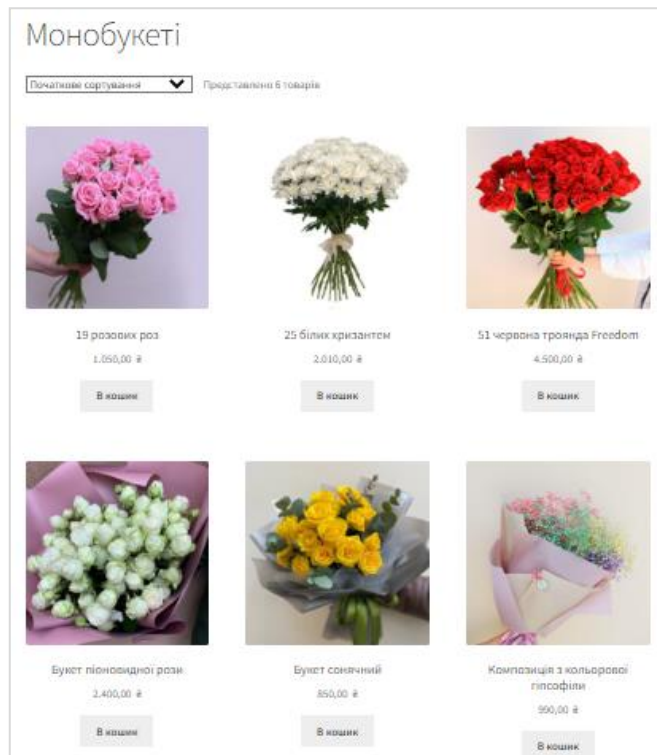 Монобукеті
Початкове сортування
Представлено 6 товарів
19 розових роз
25 білих хризантем
51 червона троянда Freedom
1.050,00 ₴
2.010,00 ₴
4.500,00 ₴
В кошик
В кошик
В кошик
Букет піоновидної рози
Букет сонячний
Композиція з кольорової
гіпсофіли
2.400,00 ₴
850,00 ₴
990,00 ₴
В кошик
В кошик
В кошик